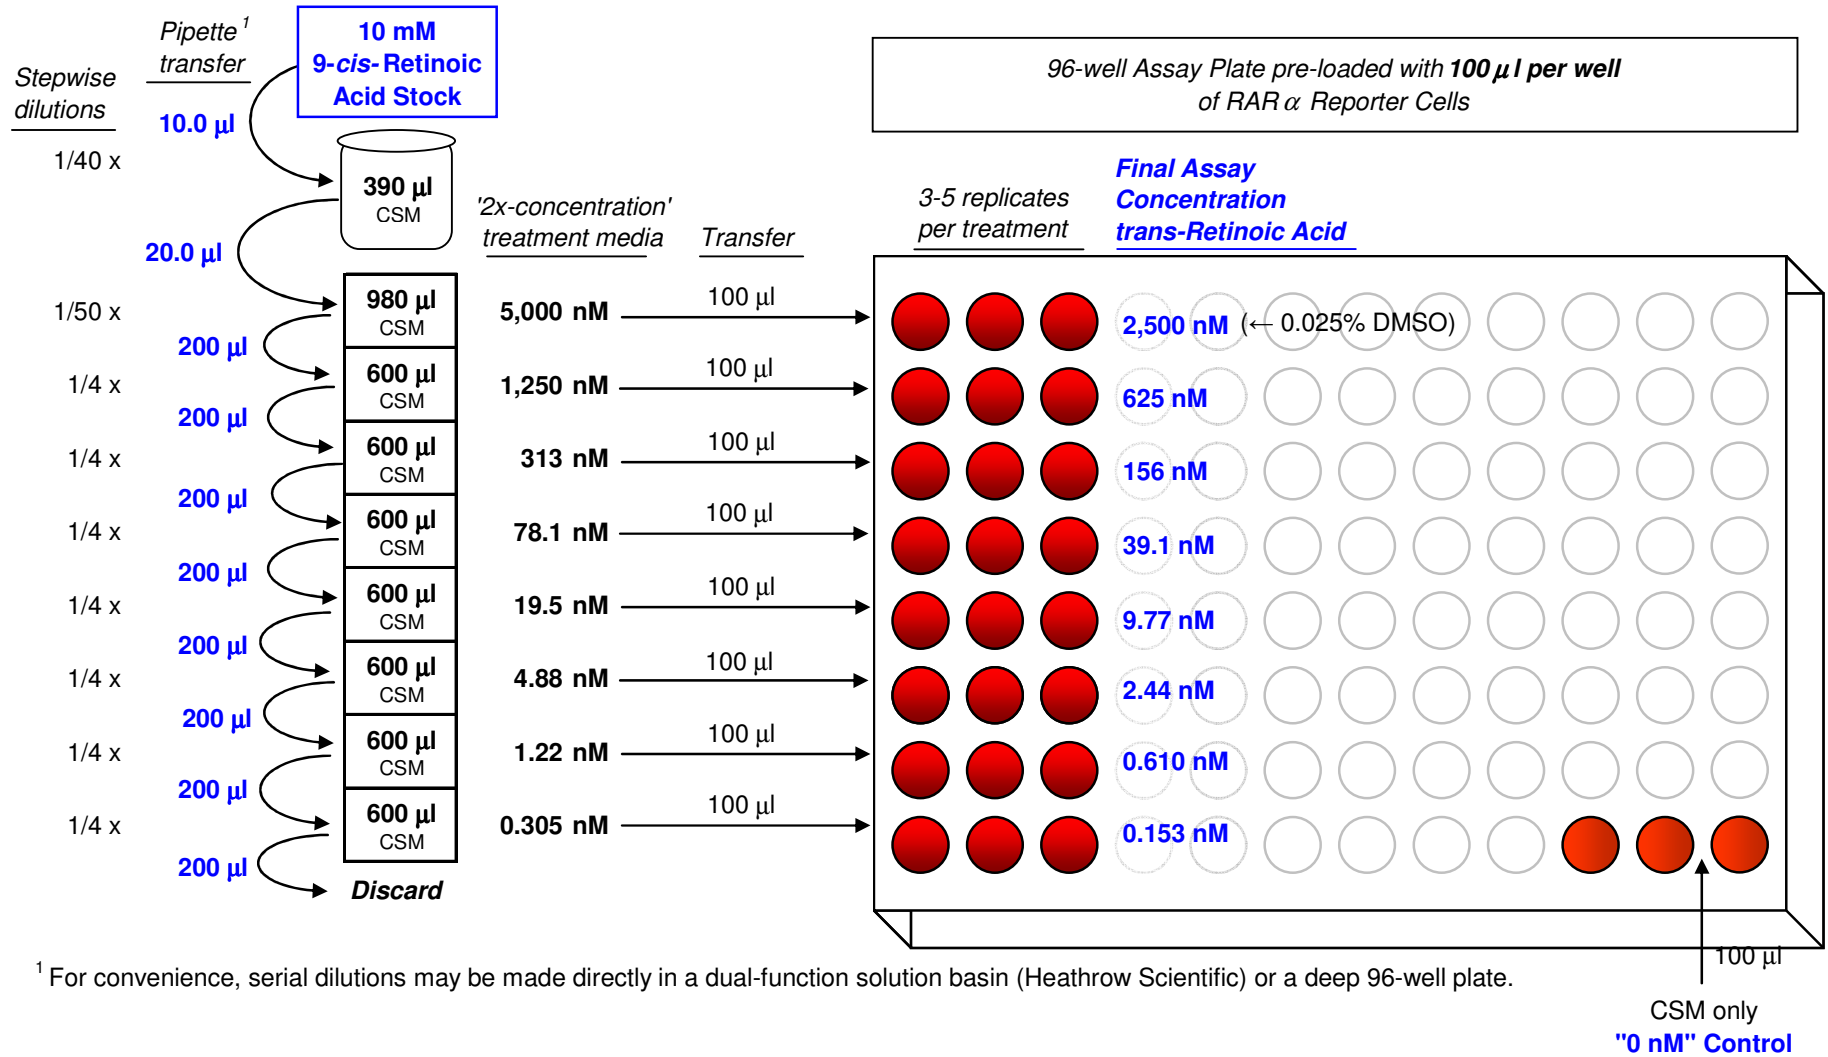 Stepwise
dilutions
Pipette 1
transfer
10 mM
9-cis-Retinoic
Acid Stock
96-well Assay Plate pre-loaded with 100 µl per well
of RAR α Reporter Cells
10.0 µl
1/40 x
390 µl
CSM
20.0 µl
'2x-concentration'
treatment media
Transfer
3-5 replicates
per treatment
Final Assay
Concentration
trans-Retinoic Acid
1/50 x
980 µl
CSM
5,000 nM
100 µl
2,500 nM (← 0.025% DMSO)
200 µl
1/4 x
600 µl
CSM
1,250 nM
100 µl
625 nM
200 µl
1/4 x
600 µl
CSM
313 nM
100 µl
156 nM
200 µl
1/4 x
600 µl
CSM
78.1 nM
100 µl
39.1 nM
200 µl
1/4 x
600 µl
CSM
19.5 nM
100 µl
9.77 nM
200 µl
1/4 x
600 µl
CSM
4.88 nM
100 µl
2.44 nM
200 µl
1/4 x
600 µl
CSM
1.22 nM
100 µl
0.610 nM
200 µl
1/4 x
600 µl
CSM
0.305 nM
100 µl
0.153 nM
200 µl
Discard
100 µl
1 For convenience, serial dilutions may be made directly in a dual-function solution basin (Heathrow Scientific) or a deep 96-well plate.
CSM only
"0 nM" Control